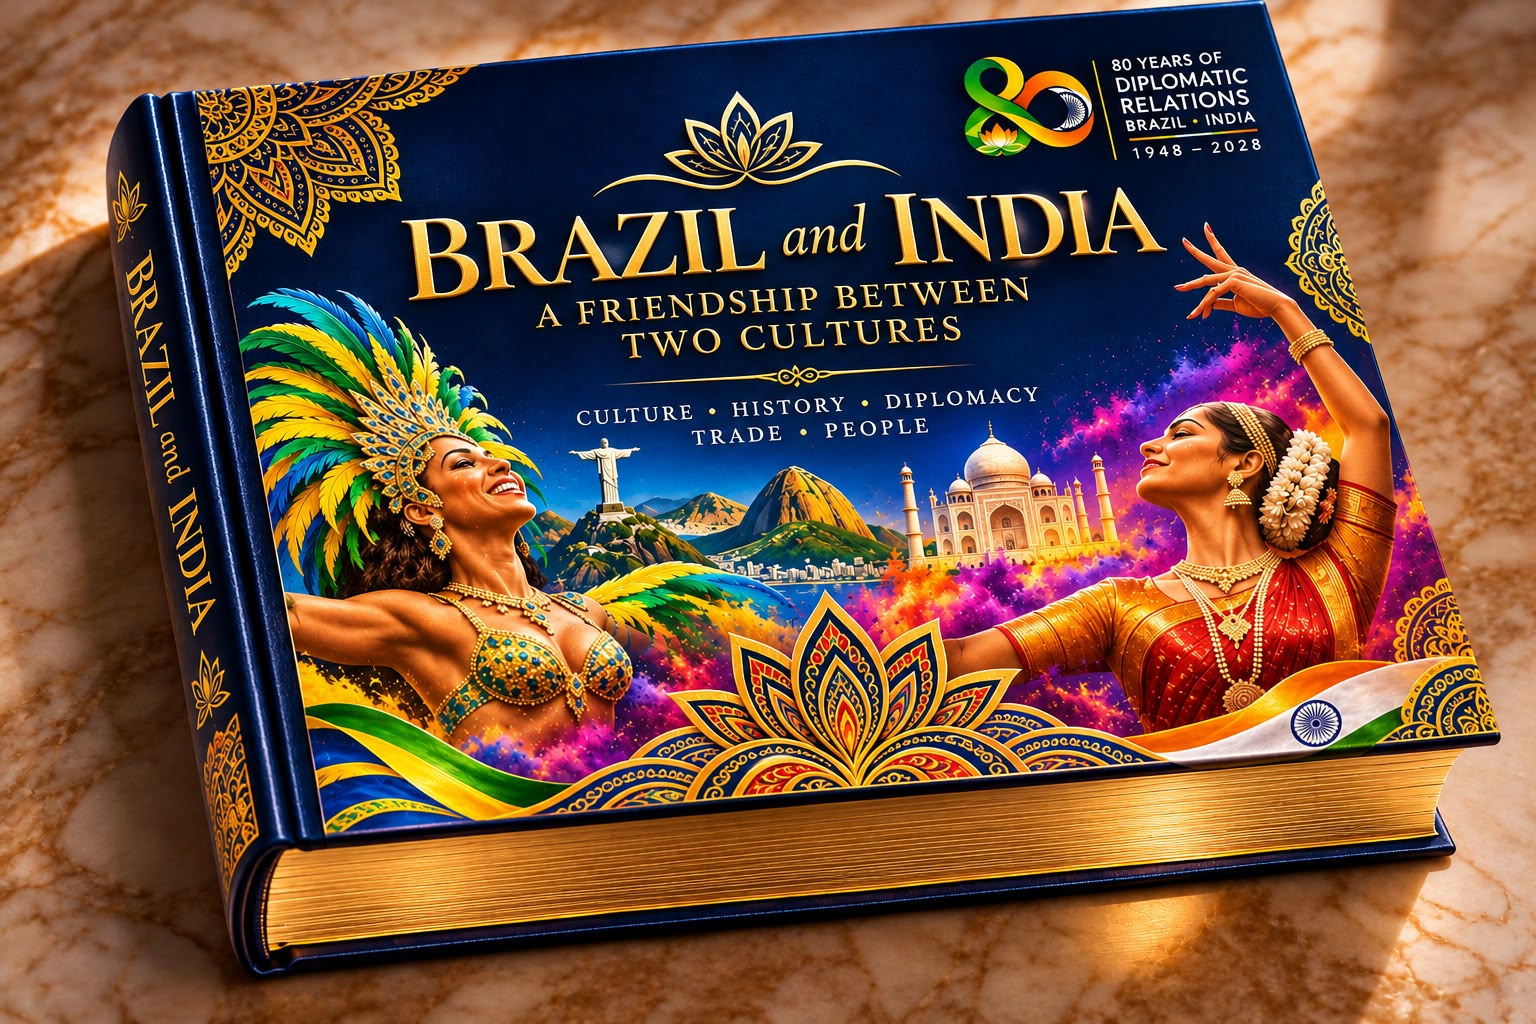 80 YEARS OF
DIPLOMATIC
RELATIONS
BRAZIL • INDIA
1948 – 2028
BRAZIL and INDIA
A FRIENDSHIP BETWEEN
TWO CULTURES
CULTURE • HISTORY • DIPLOMACY
TRADE • PEOPLE
BRAZIL and INDIA